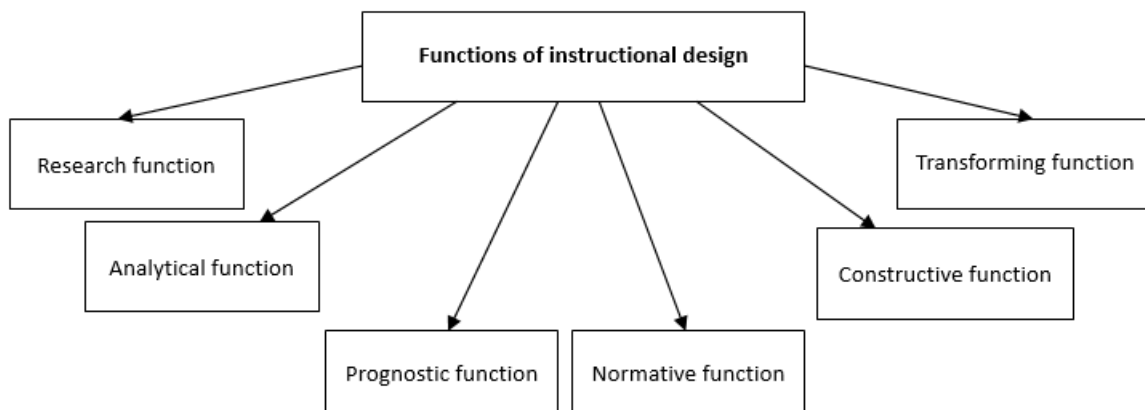 Functions of instructional design
Research function
Transforming function
Analytical function
Constructive function
Prognostic function
Normative function